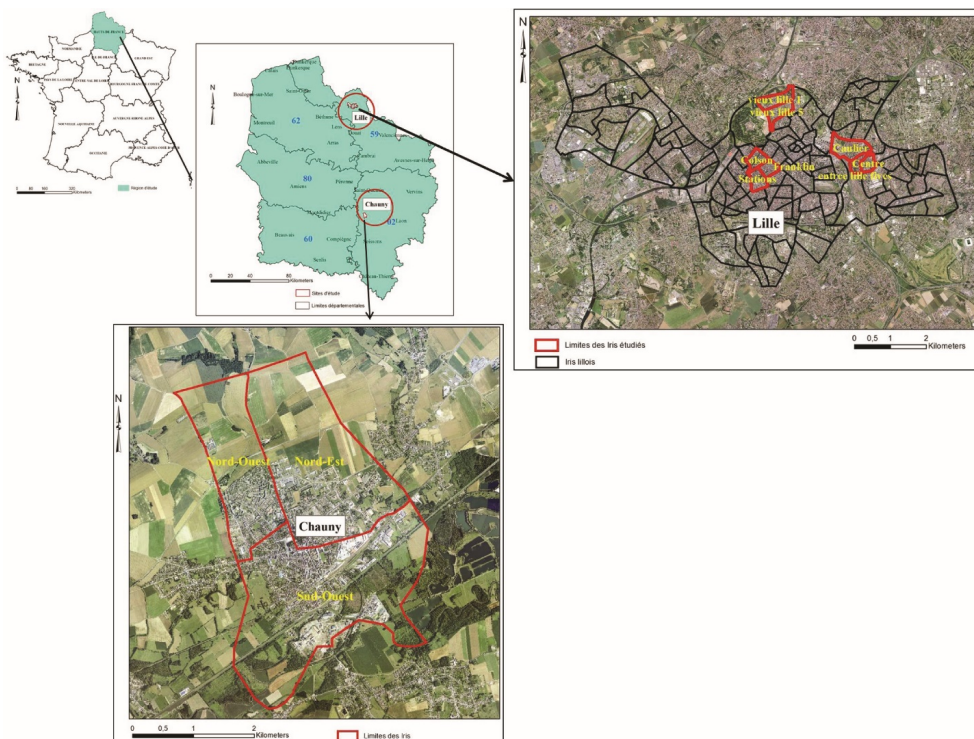 HAUTS-DE-FRANCE
NORMANDIE
ILE DE FRANCE
GRAND EST
BRETAGNE
PAYS DE LA LOIRE
CENTRE VAL DE LOIRE
BOURGOGNE-FRANCHE-COMTE
NOUVELLE AQUITAINE
AUVERGNE-RHONE-ALPES
OCCITANIE
N
Kilometers
Région d'étude
N
Calais
Dunkerque
Saint-Omer
Boulogne-sur-Mer
Lille
Béthune
62
Lens
59
Montreuil
Douai
Valenciennes
Arras
Cambrai
Avesnes-sur-Helpe
Abbeville
80
Péronne
Amiens
Vervins
Montdidier
Chauny
02
Laon
Beauvais
60
Compiègne
Soissons
Senlis
Château-Thierry
0 20 40 80
Kilometers
Sites d'étude
Limites départementales
N
vieux lille 5
Caulier
Colson
Franklin
Centre
Stations
entrée lille fives
Lille
Limites des Iris étudiés
Iris lillois
0 0,5 1 2
Kilometers
N
Nord-Ouest
Nord-Est
Chauny
Sud-Ouest
0 0,5 1 2
Kilometers
Limites des Iris